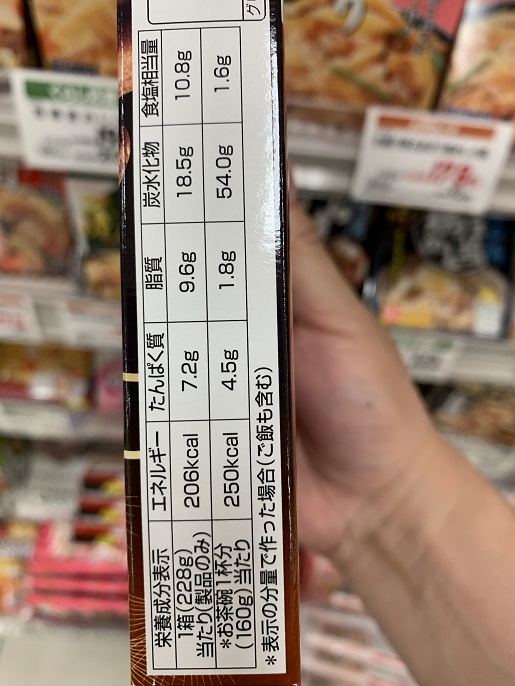 栄養成分表示 エネルギー たんぱく質 脂質 炭水化物 食塩相当量
1箱(228g)
当たり(製品のみ) 206kcal 7.2g 9.6g 18.5g 10.8g
*お茶碗1杯分
(160g)当たり 250kcal 4.5g 1.8g 54.0g 1.6g
*表示の分量で作った場合(ご飯も含む)